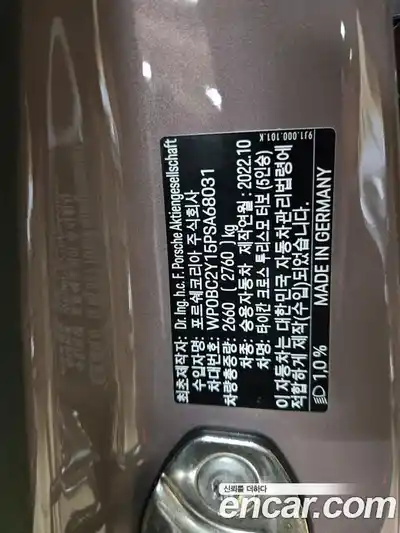 9J1.000.101.K
최초제작자: Dr. Ing. h.c. F. Porsche Aktiengesellschaft
수입자명: 포르쉐코리아 주식회사
차대번호: WP0BC2Y15PSA68031
차량총중량: 2660 ( 2760 ) kg
차종: 승용자동차 제작연월: 2022.10
차명: 타이칸 크로스 투리스모 터보 (5인승)
이 자동차는 대한민국 자동차관리법령에
적합하게 제작(수입)되었습니다.
MADE IN GERMANY
1,0 %
신뢰를 더하다
encar.com